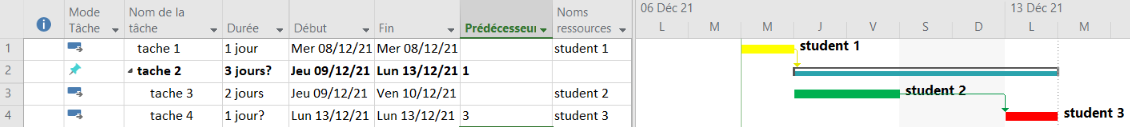 Mode Tâche Nom de la tâche Durée Début Fin Prédécesseur Noms ressources
06 Déc 21 13 Déc 21
L M M J V S D L M
1 tache 1 1 jour Mer 08/12/21 Mer 08/12/21 student 1
student 1
2 tache 2 3 jours? Jeu 09/12/21 Lun 13/12/21 1
3 tache 3 2 jours Jeu 09/12/21 Ven 10/12/21 student 2
student 2
4 tache 4 1 jour? Lun 13/12/21 Lun 13/12/21 3 student 3
student 3